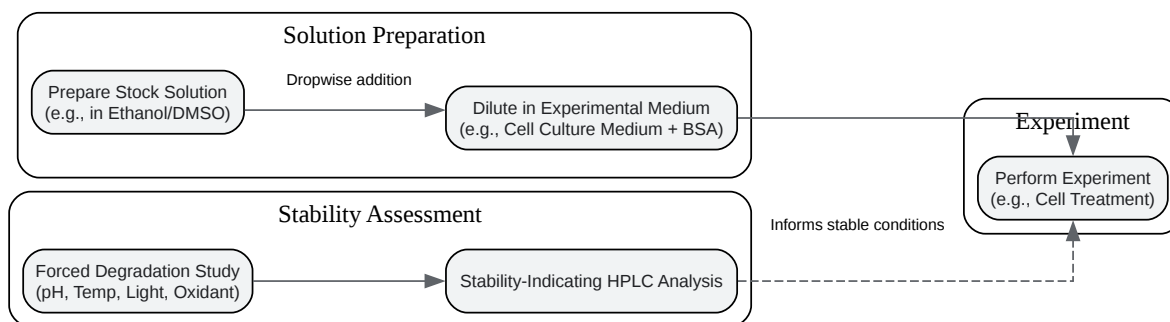 Solution Preparation
Prepare Stock Solution
(e.g., in Ethanol/DMSO)
Dropwise addition
Dilute in Experimental Medium
(e.g., Cell Culture Medium + BSA)
Experiment
Perform Experiment
(e.g., Cell Treatment)
Stability Assessment
Forced Degradation Study
(pH, Temp, Light, Oxidant)
Stability-Indicating HPLC Analysis
Informs stable conditions